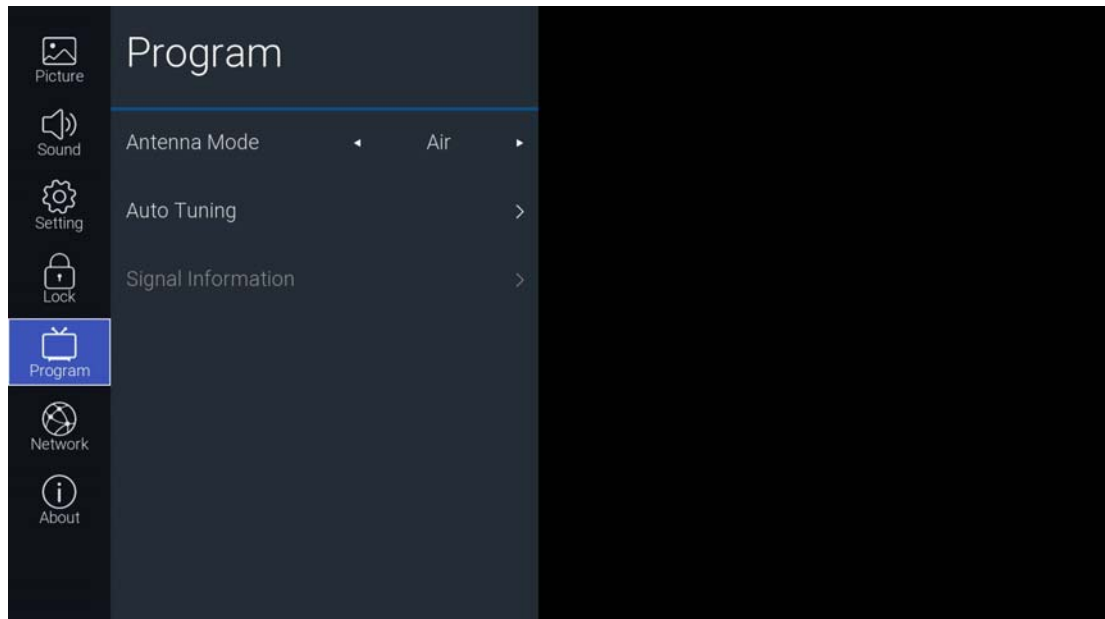 Picture
Sound
Setting
Lock
Program
Network
About
Program
Antenna Mode Air
Auto Tuning
Signal Information